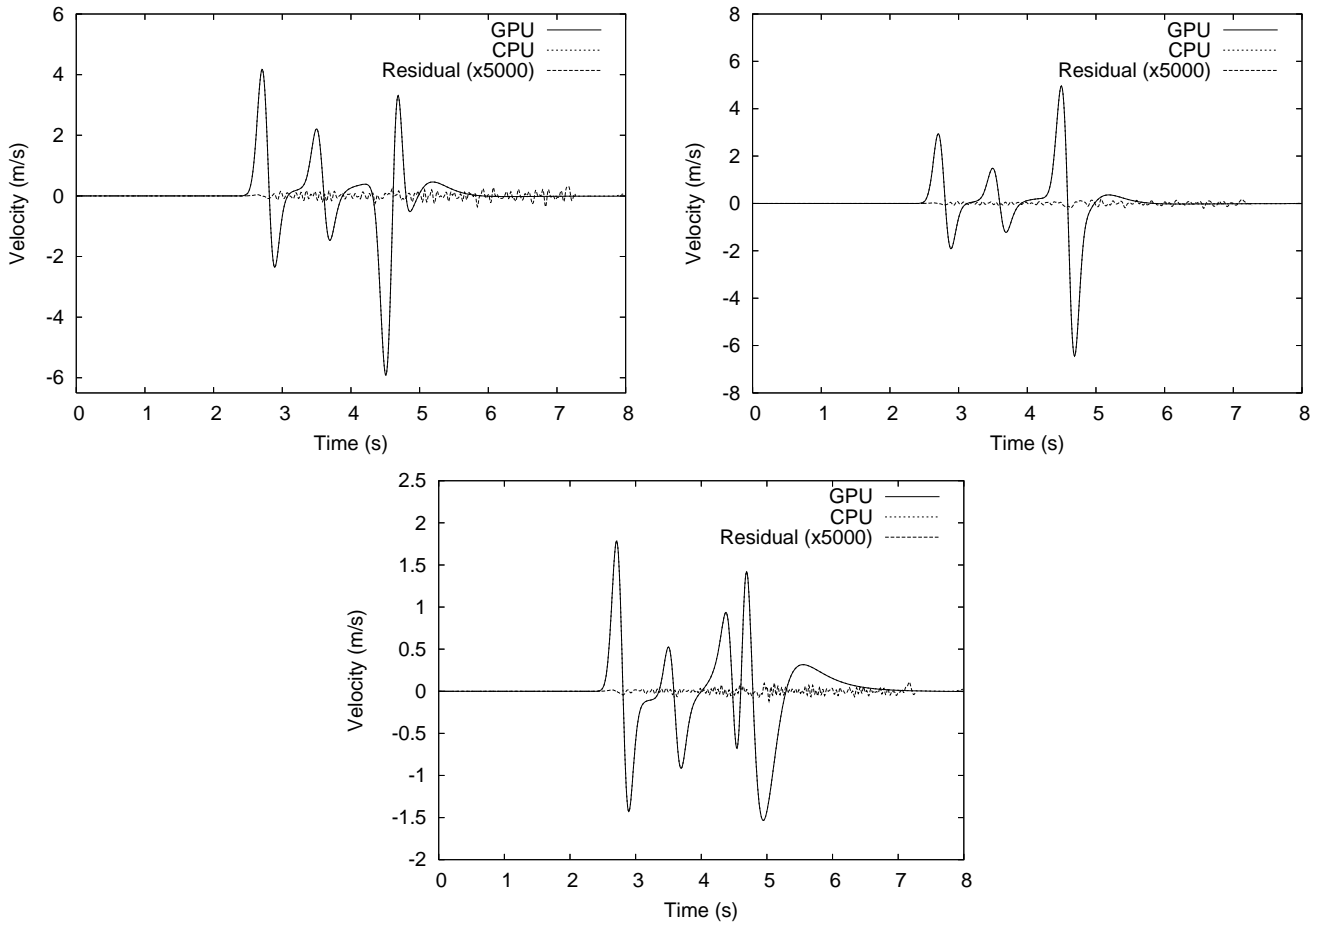 6
4
2
0
-2
-4
-6
0 1 2 3 4 5 6 7 8
Velocity (m/s)
Time (s)
GPU
CPU
Residual (x5000)
8
6
4
2
0
-2
-4
-6
-8
0 1 2 3 4 5 6 7 8
Velocity (m/s)
Time (s)
GPU
CPU
Residual (x5000)
2.5
2
1.5
1
0.5
0
-0.5
-1
-1.5
-2
0 1 2 3 4 5 6 7 8
Velocity (m/s)
Time (s)
GPU
CPU
Residual (x5000)